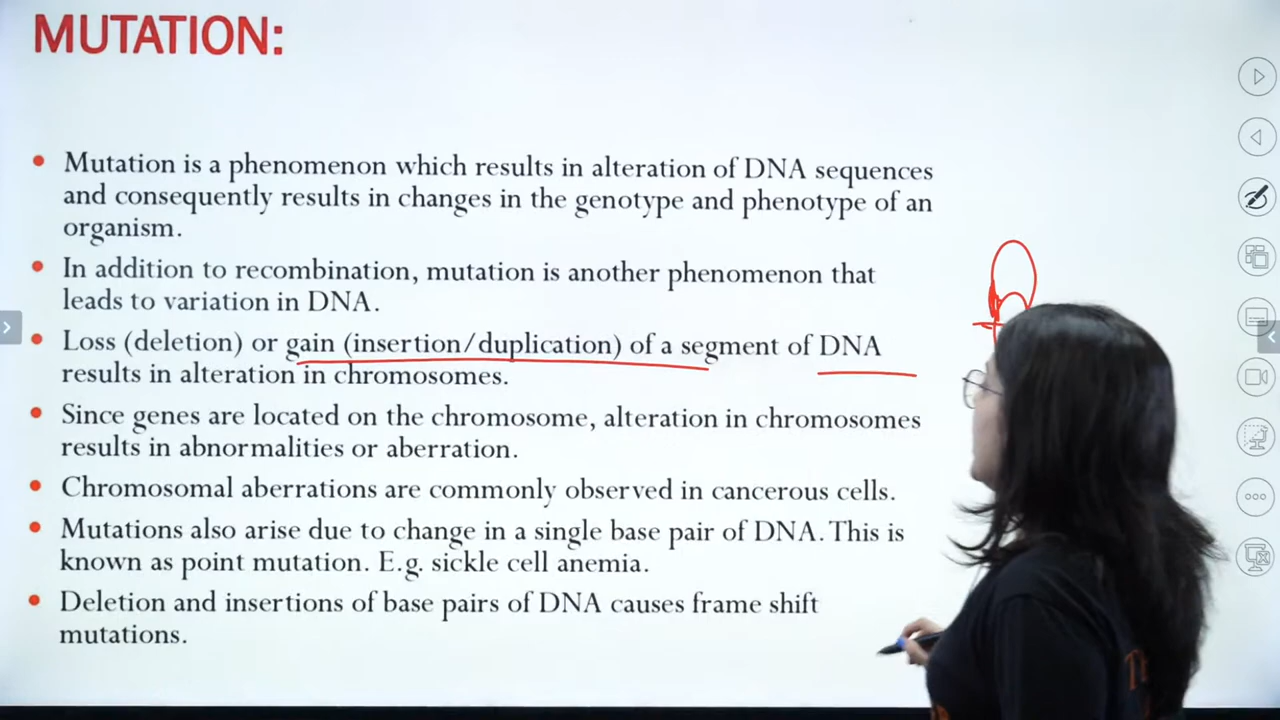 MUTATION:
• Mutation is a phenomenon which results in alteration of DNA sequences
and consequently results in changes in the genotype and phenotype of an
organism.
• In addition to recombination, mutation is another phenomenon that
leads to variation in DNA.
• Loss (deletion) or gain (insertion/duplication) of a segment of DNA
results in alteration in chromosomes.
• Since genes are located on the chromosome, alteration in chromosomes
results in abnormalities or aberration.
• Chromosomal aberrations are commonly observed in cancerous cells.
• Mutations also arise due to change in a single base pair of DNA. This is
known as point mutation. E.g. sickle cell anemia.
• Deletion and insertions of base pairs of DNA causes frame shift
mutations.